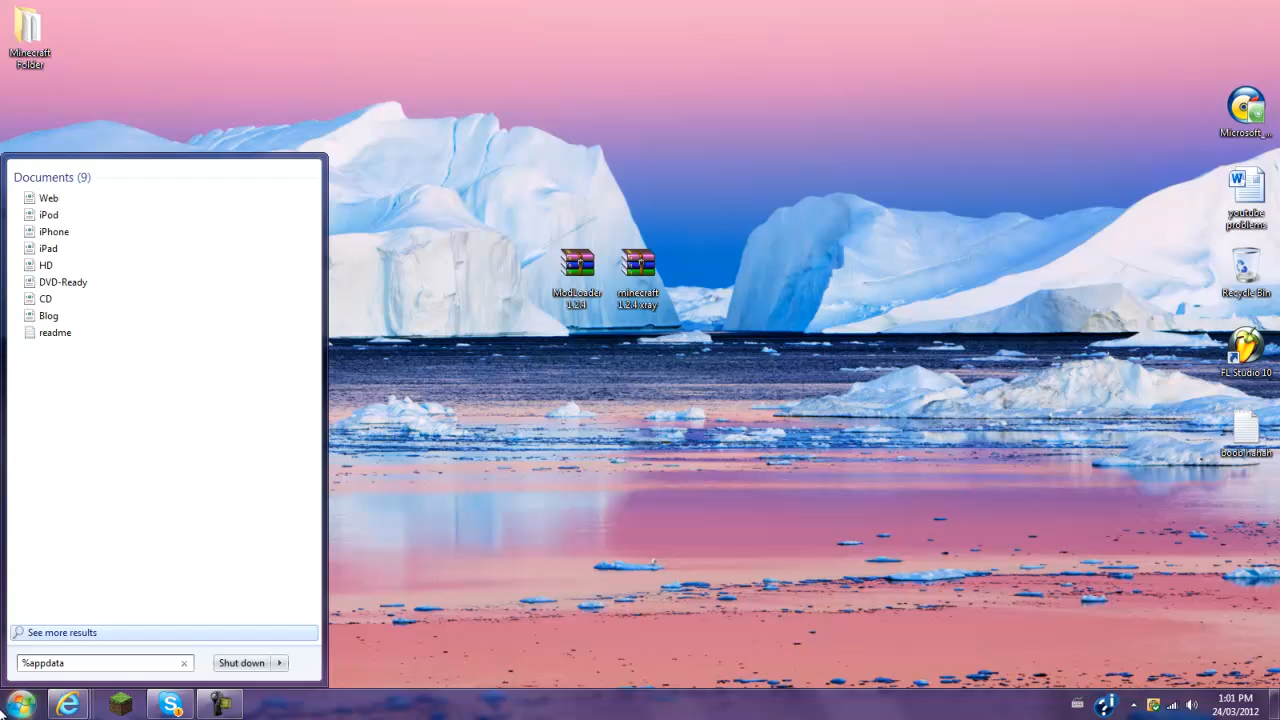 Minecraft
Folder
Documents (9)
Web
iPod
iPhone
iPad
HD
DVD-Ready
CD
Blog
readme
See more results
%appdata
Shut down
ModLoader
1.2.4
minecraft
1.2.4 xray
Microsoft_...
youtube
problems
Recycle Bin
FL Studio 10
1:01 PM
24/03/2012